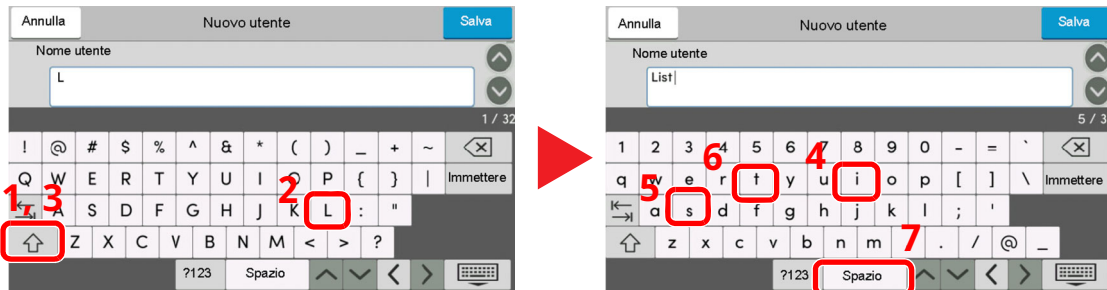 Annulla Nuovo utente Salva
Nome utente
L
1 / 32
! @ # $ % ^ & * ( ) _ + ~
Q W E R T Y U I O P { } | Immettere
A S D F G H J K L : "
Z X C V B N M < > ?
?123 Spazio
1, 3
2
Annulla Nuovo utente Salva
Nome utente
List
5 / 3
1 2 3 4 5 6 7 8 9 0 - = `
q w e r t y u i o p [ ] \ Immettere
a s d f g h j k l ; '
z x c v b n m . / @ _
?123 Spazio
6
4
5
7